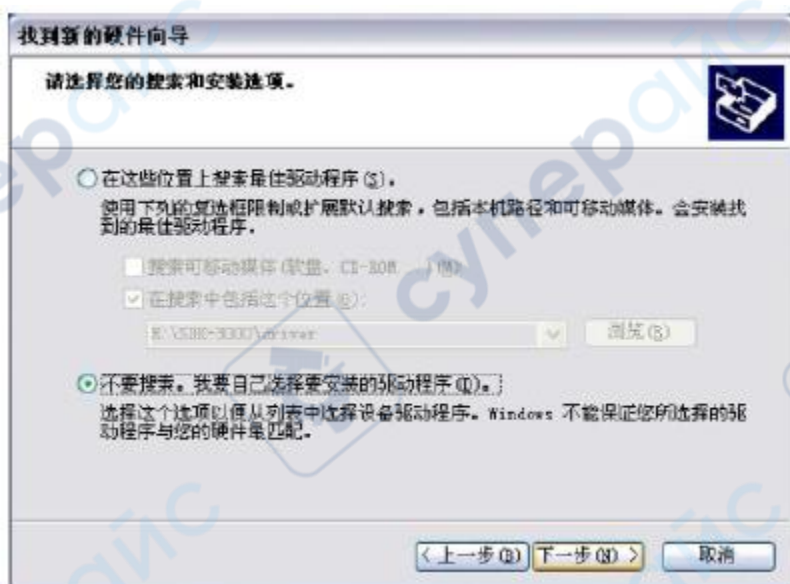 找到新的硬件向导
请选择您的搜索和安装选项。
在这些位置上搜索最佳驱动程序(S)。
使用下列的复选框限制或扩展默认搜索，包括本机路径和可移动媒体。会安装找
到的最佳驱动程序。
搜索可移动媒体(软盘、CD-ROM...)(M)
在搜索中包括这个位置(O):
浏览(R)
不要搜索。我要自己选择要安装的驱动程序(D)。
选择这个选项以便从列表中选择设备驱动程序。Windows 不能保证您所选择的驱
动程序与您的硬件最匹配。
< 上一步(B)
下一步(N) >
取消
суперайс